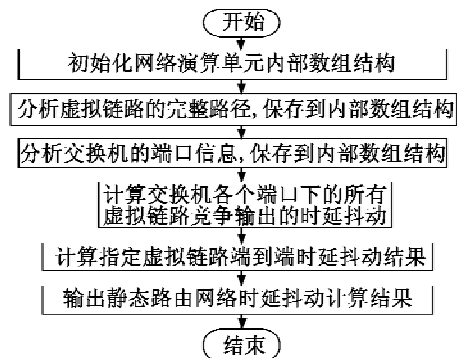 开始
初始化网络演算单元内部数组结构
分析虚拟链路的完整路径,保存到内部数组结构
分析交换机的端口信息,保存到内部数组结构
计算交换机各个端口下的所有
虚拟链路竞争输出的时延抖动
计算指定虚拟链路端到端时延抖动结果
输出静态路由网络时延抖动计算结果
结束